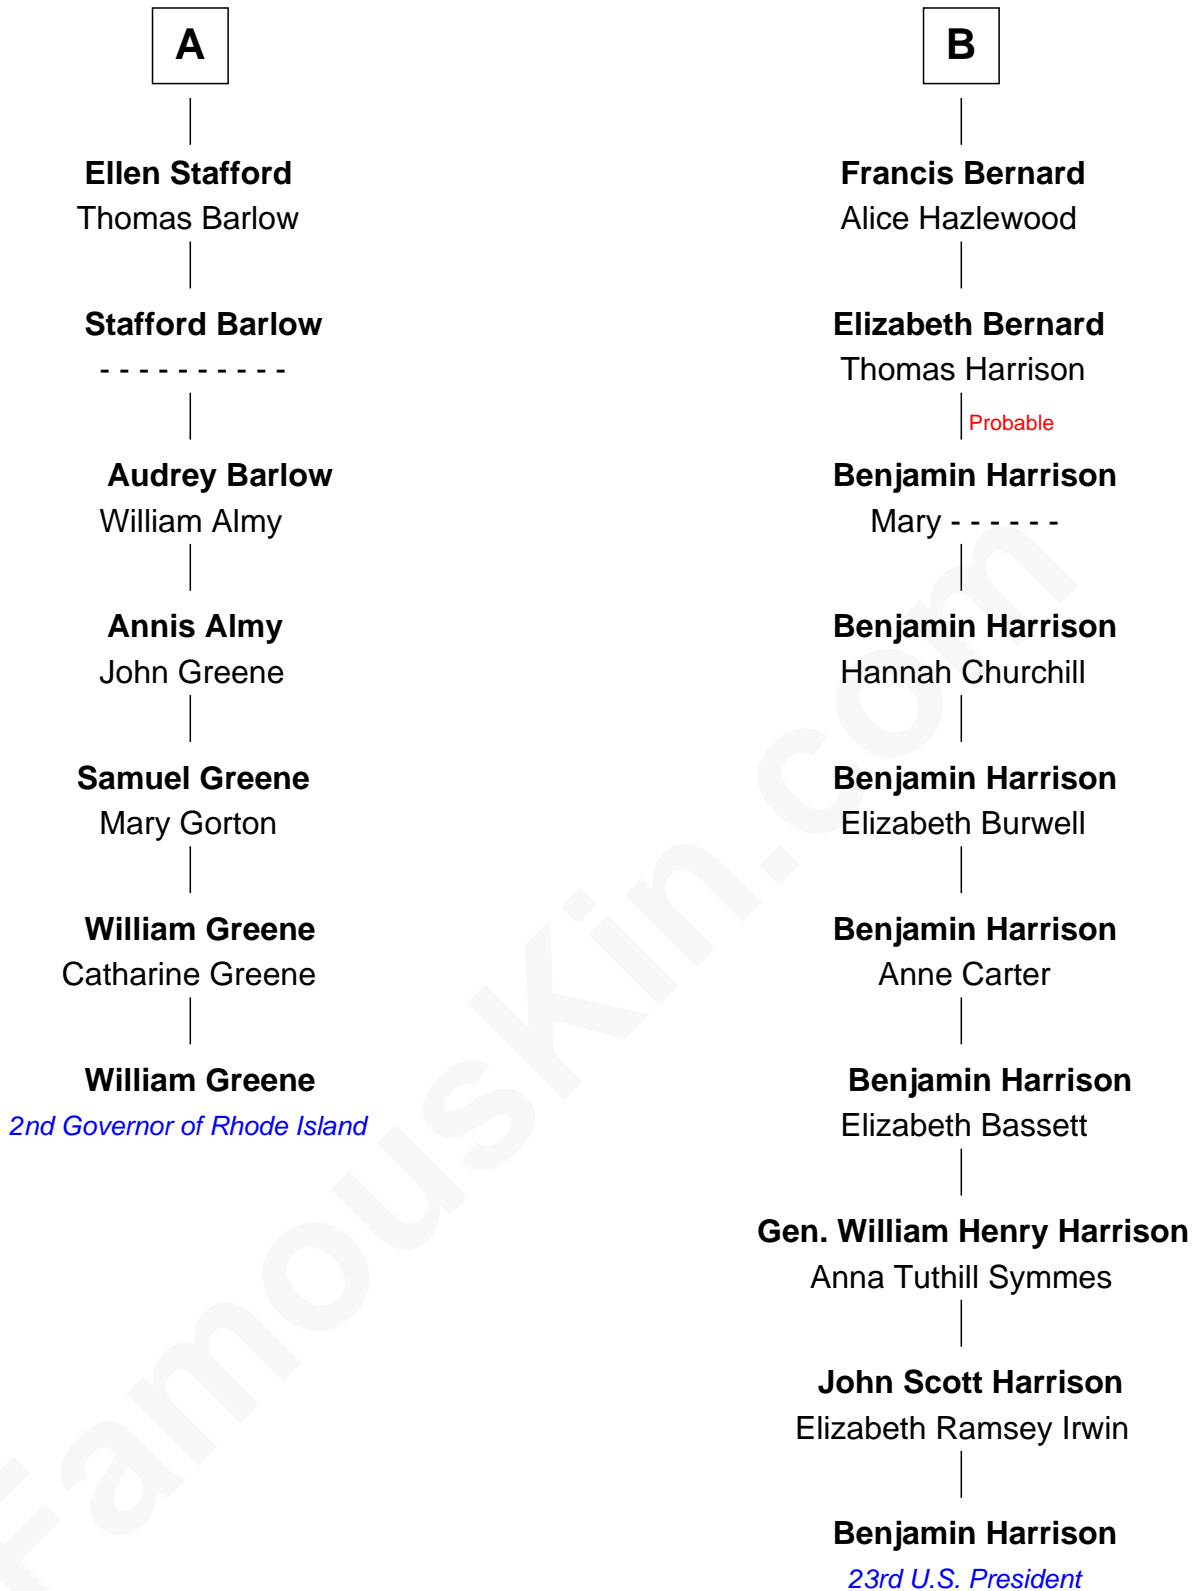 A
Ellen Stafford
Thomas Barlow
Stafford Barlow
- - - - - - - - - -
Audrey Barlow
William Almy
Annis Almy
John Greene
Samuel Greene
Mary Gorton
William Greene
Catharine Greene
William Greene
2nd Governor of Rhode Island
B
Francis Bernard
Alice Hazlewood
Elizabeth Bernard
Thomas Harrison
Probable
Benjamin Harrison
Mary - - - - - -
Benjamin Harrison
Hannah Churchill
Benjamin Harrison
Elizabeth Burwell
Benjamin Harrison
Anne Carter
Benjamin Harrison
Elizabeth Bassett
Gen. William Henry Harrison
Anna Tuthill Symmes
John Scott Harrison
Elizabeth Ramsey Irwin
Benjamin Harrison
23rd U.S. President
FamousKin.com